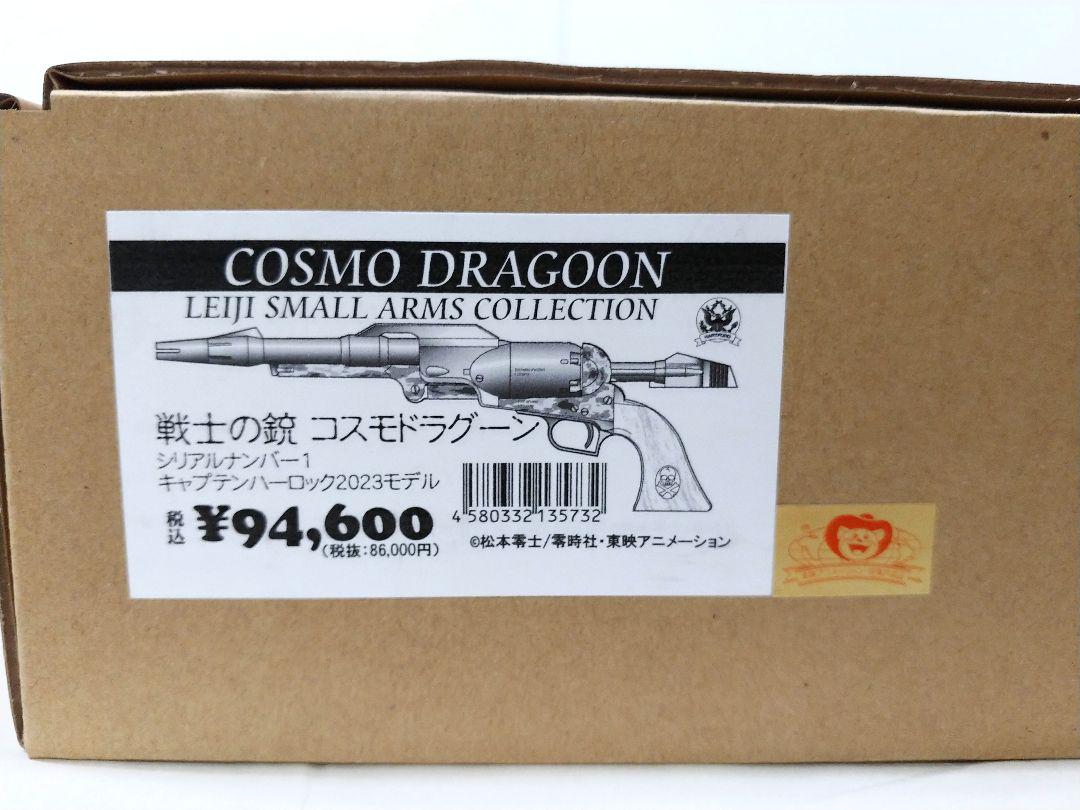 COSMO DRAGOON
LEIJI SMALL ARMS COLLECTION
戦士の銃 コスモドラグーン
シリアルナンバー1
キャプテンハーロック2023モデル
税込 ¥94,600
(税抜:86,000円)
4 580332 135732
©松本零士/零時社・東映アニメーション